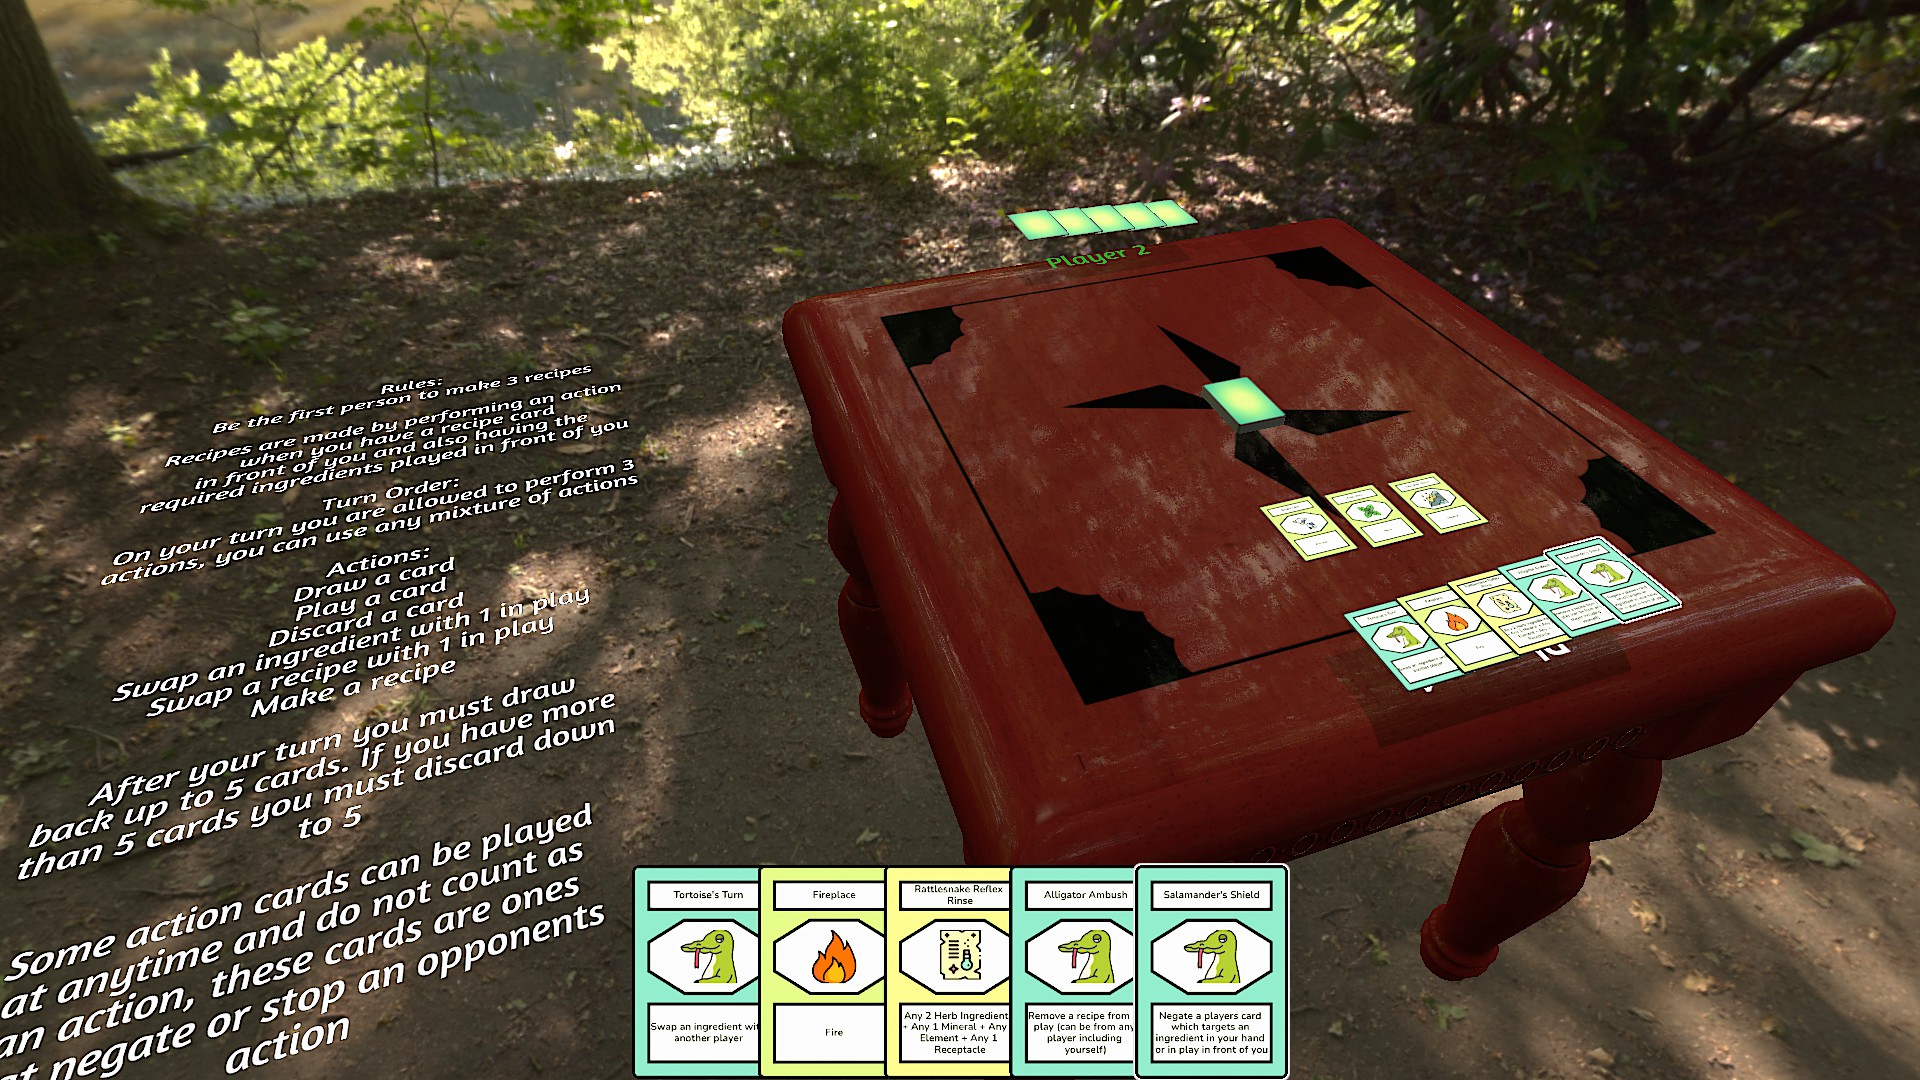 Player 2
Rules:
Be the first person to make 3 recipes
Recipes are made by performing an action
when you have a recipe card
in front of you and also having the
required ingredients played in front of you
Turn Order:
On your turn you are allowed to perform 3
actions, you can use any mixture of actions
Actions:
Draw a card
Play a card
Discard a card
Swap an ingredient with 1 in play
Swap a recipe with 1 in play
Make a recipe
After your turn you must draw
back up to 5 cards. If you have more
than 5 cards you must discard down
to 5
Some action cards can be played
at anytime and do not count as
an action, these cards are ones
negate or stop an opponents
action
Tortoise's Turn
Swap an ingredient
another player
Fireplace
Fire
Rattlesnake Reflex
Rinse
Any 2 Herb Ingredient
+ Any 1 Mineral + Any
Element + Any 1
Receptacle
Alligator Ambush
Remove a recipe from
play (can be from any
player including
yourself)
Salamander's Shield
Negate a players card
which targets an
ingredient in your hand
or in play in front of you